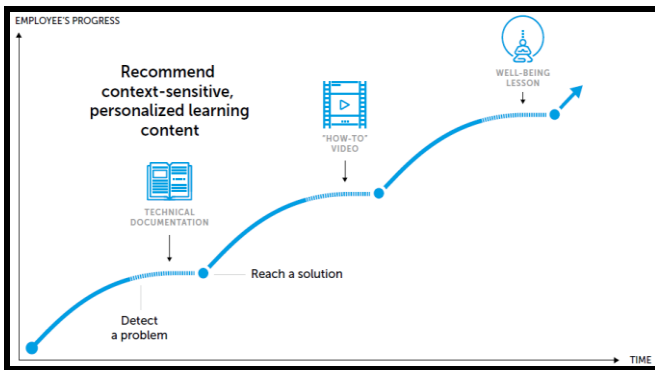 EMPLOYEE'S PROGRESS
Recommend
context-sensitive,
personalized learning
content
WELL-BEING
LESSON
"HOW-TO"
VIDEO
TECHNICAL
DOCUMENTATION
Reach a solution
Detect
a problem
TIME